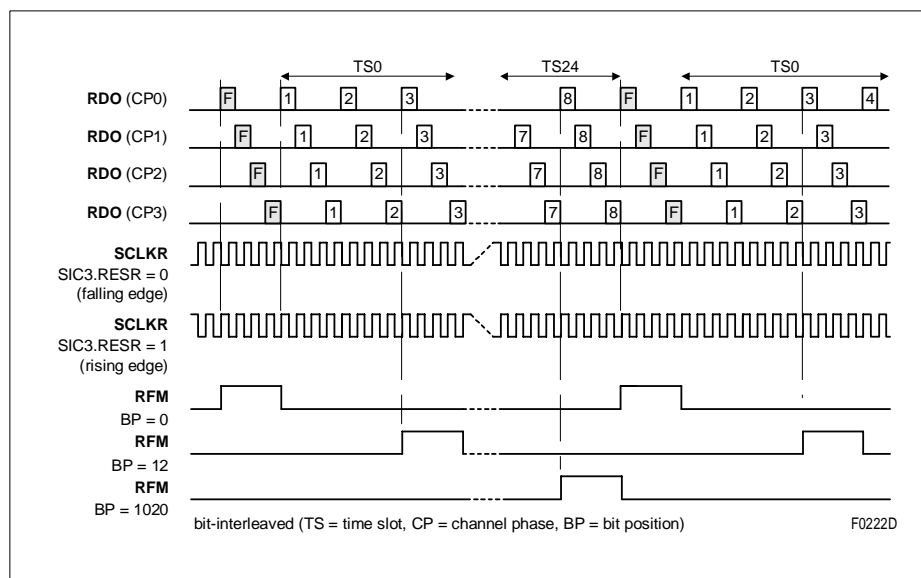 TS0 TS24 TS0
RDO (CP0) F 1 2 3 8 F 1 2 3 4
RDO (CP1) F 1 2 3 7 8 F 1 2 3
RDO (CP2) F 1 2 3 7 8 F 1 2 3
RDO (CP3) F 1 2 3 7 8 F 1 2 3
SCLKR
SIC3.RESR = 0
(falling edge)
SCLKR
SIC3.RESR = 1
(rising edge)
RFM
BP = 0
RFM
BP = 12
RFM
BP = 1020
bit-interleaved (TS = time slot, CP = channel phase, BP = bit position) F0222D